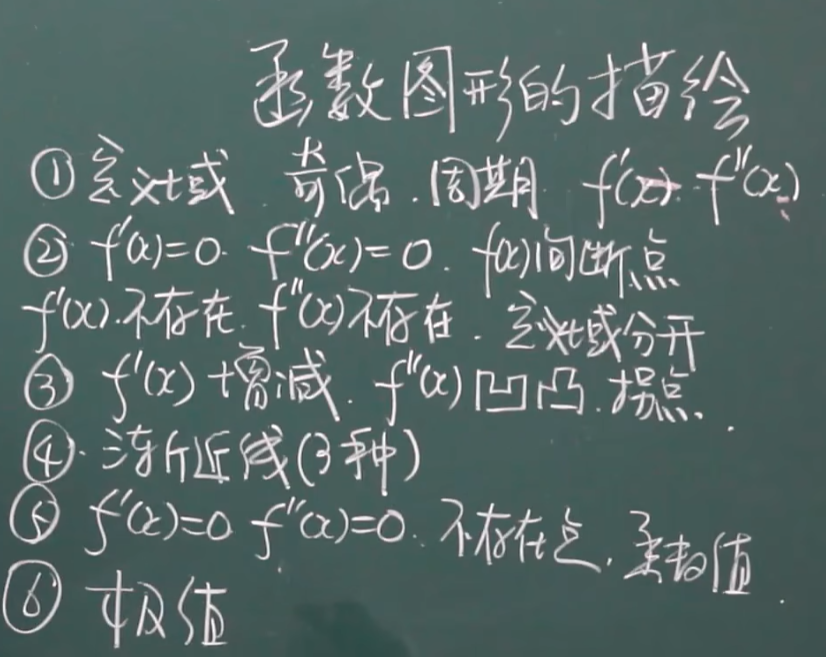 函数图形的描绘
① 定义域 奇偶. 周期 f'(x). f''(x)
② f'(x)=0. f''(x)=0. f(x)间断点
f'(x)不存在. f''(x)不存在. 定义域分开
③ f'(x)增减. f''(x)凹凸. 拐点.
④. 渐近线(3种)
⑤ f'(x)=0 f''(x)=0. 不存在点. 函数值
⑥ 极值